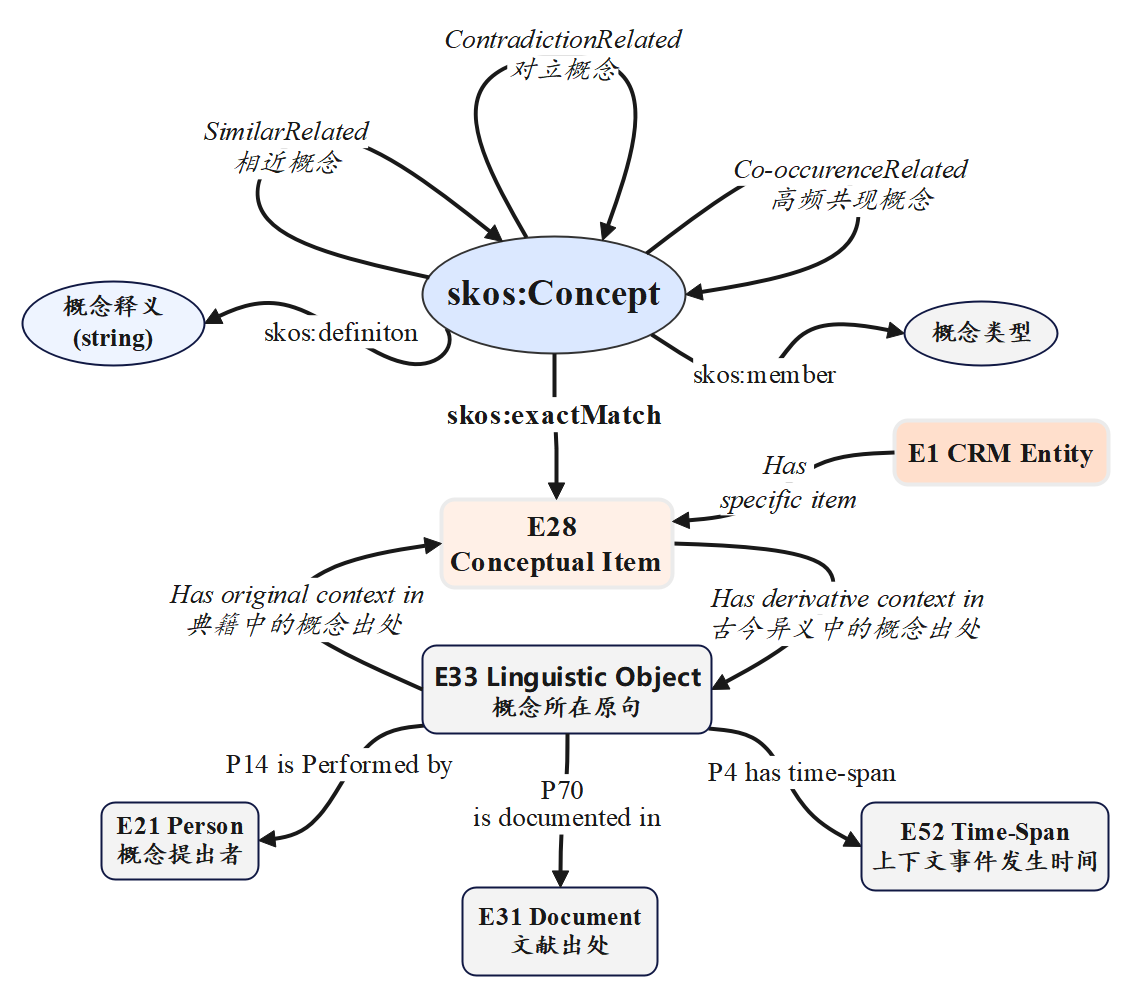 ContradictionRelated
对立概念
SimilarRelated
相近概念
Co-occurenceRelated
高频共现概念
skos:Concept
概念释义
(string)
skos:definiton
概念类型
skos:member
skos:exactMatch
E1 CRM Entity
Has
specific item
E28
Conceptual Item
Has original context in
典籍中的概念出处
Has derivative context in
古今异义中的概念出处
E33 Linguistic Object
概念所在原句
P14 is Performed by
P70
is documented in
P4 has time-span
E21 Person
概念提出者
E52 Time-Span
上下文事件发生时间
E31 Document
文献出处